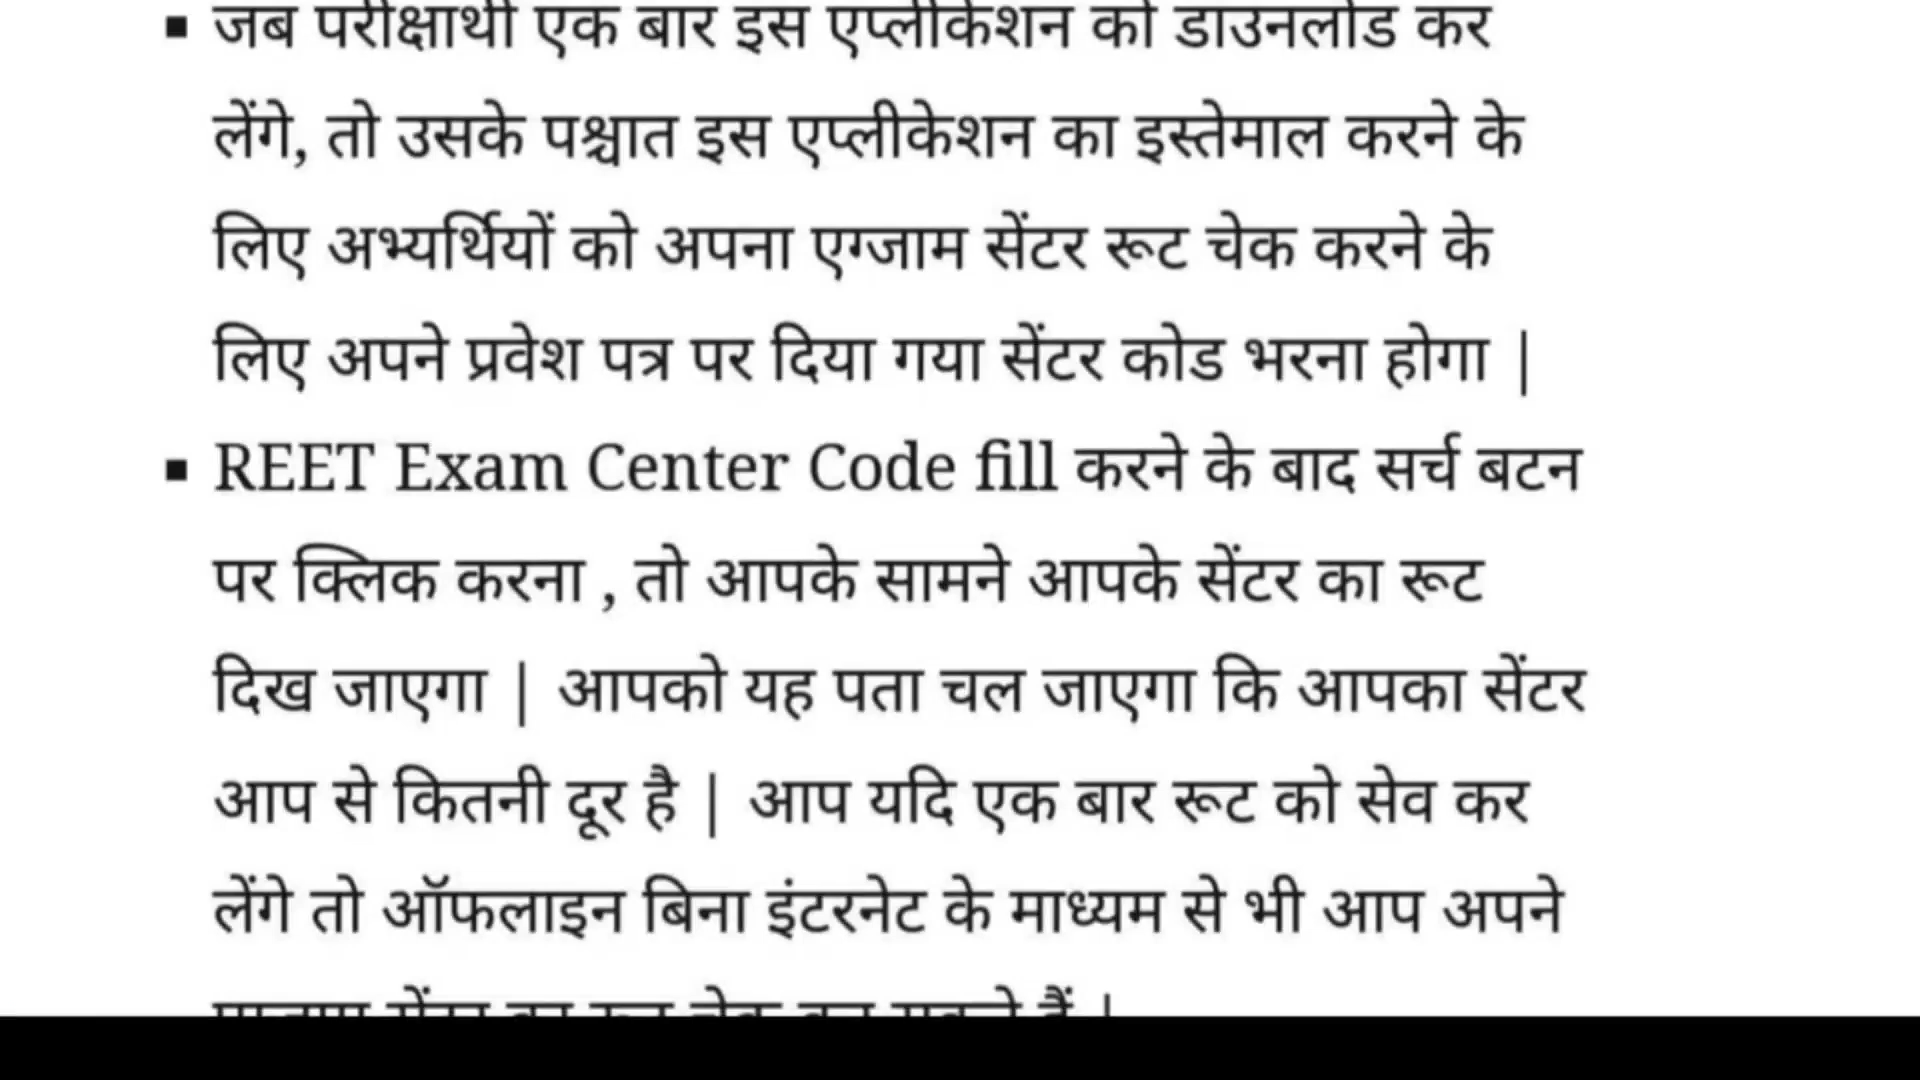 ▪ जब परीक्षार्थी एक बार इस एप्लीकेशन को डाउनलोड कर
लेंगे, तो उसके पश्चात इस एप्लीकेशन का इस्तेमाल करने के
लिए अभ्यर्थियों को अपना एग्जाम सेंटर रूट चेक करने के
लिए अपने प्रवेश पत्र पर दिया गया सेंटर कोड भरना होगा |
▪ REET Exam Center Code fill करने के बाद सर्च बटन
पर क्लिक करना , तो आपके सामने आपके सेंटर का रूट
दिख जाएगा | आपको यह पता चल जाएगा कि आपका सेंटर
आप से कितनी दूर है | आप यदि एक बार रूट को सेव कर
लेंगे तो ऑफलाइन बिना इंटरनेट के माध्यम से भी आप अपने